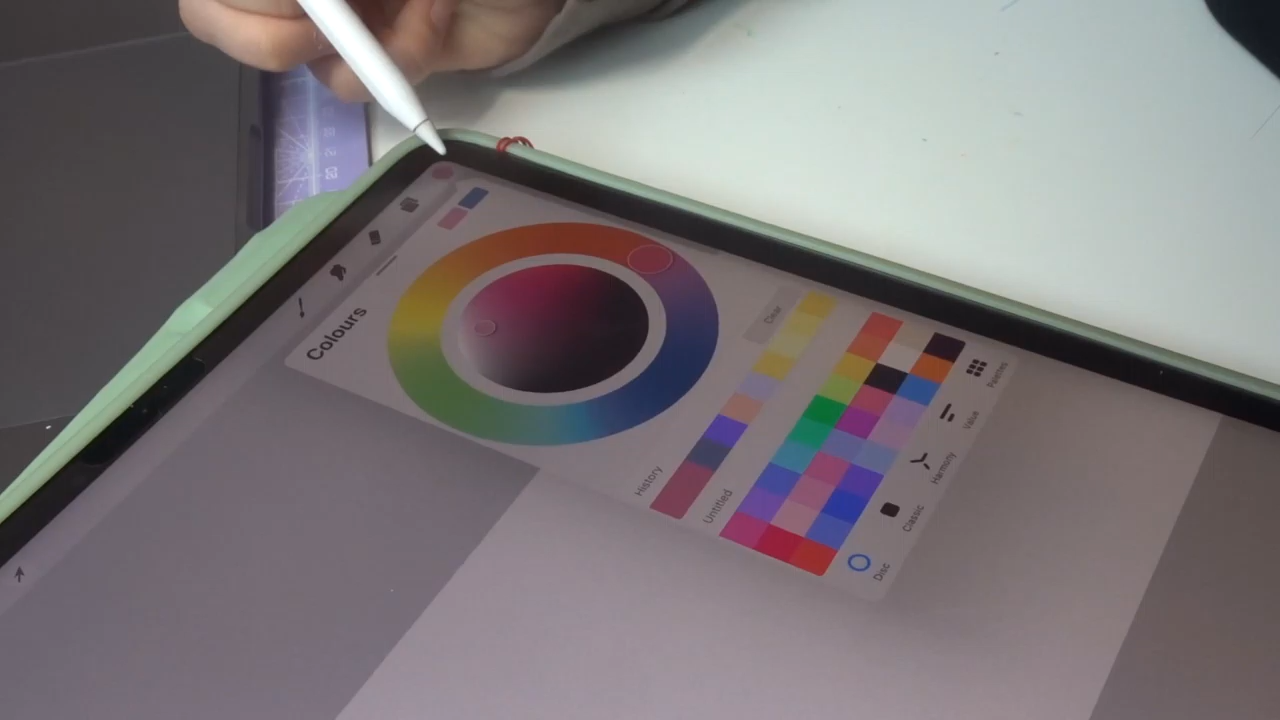 Colours
History
Clear
Untitled
Disc
Classic
Harmony
Value
Palettes